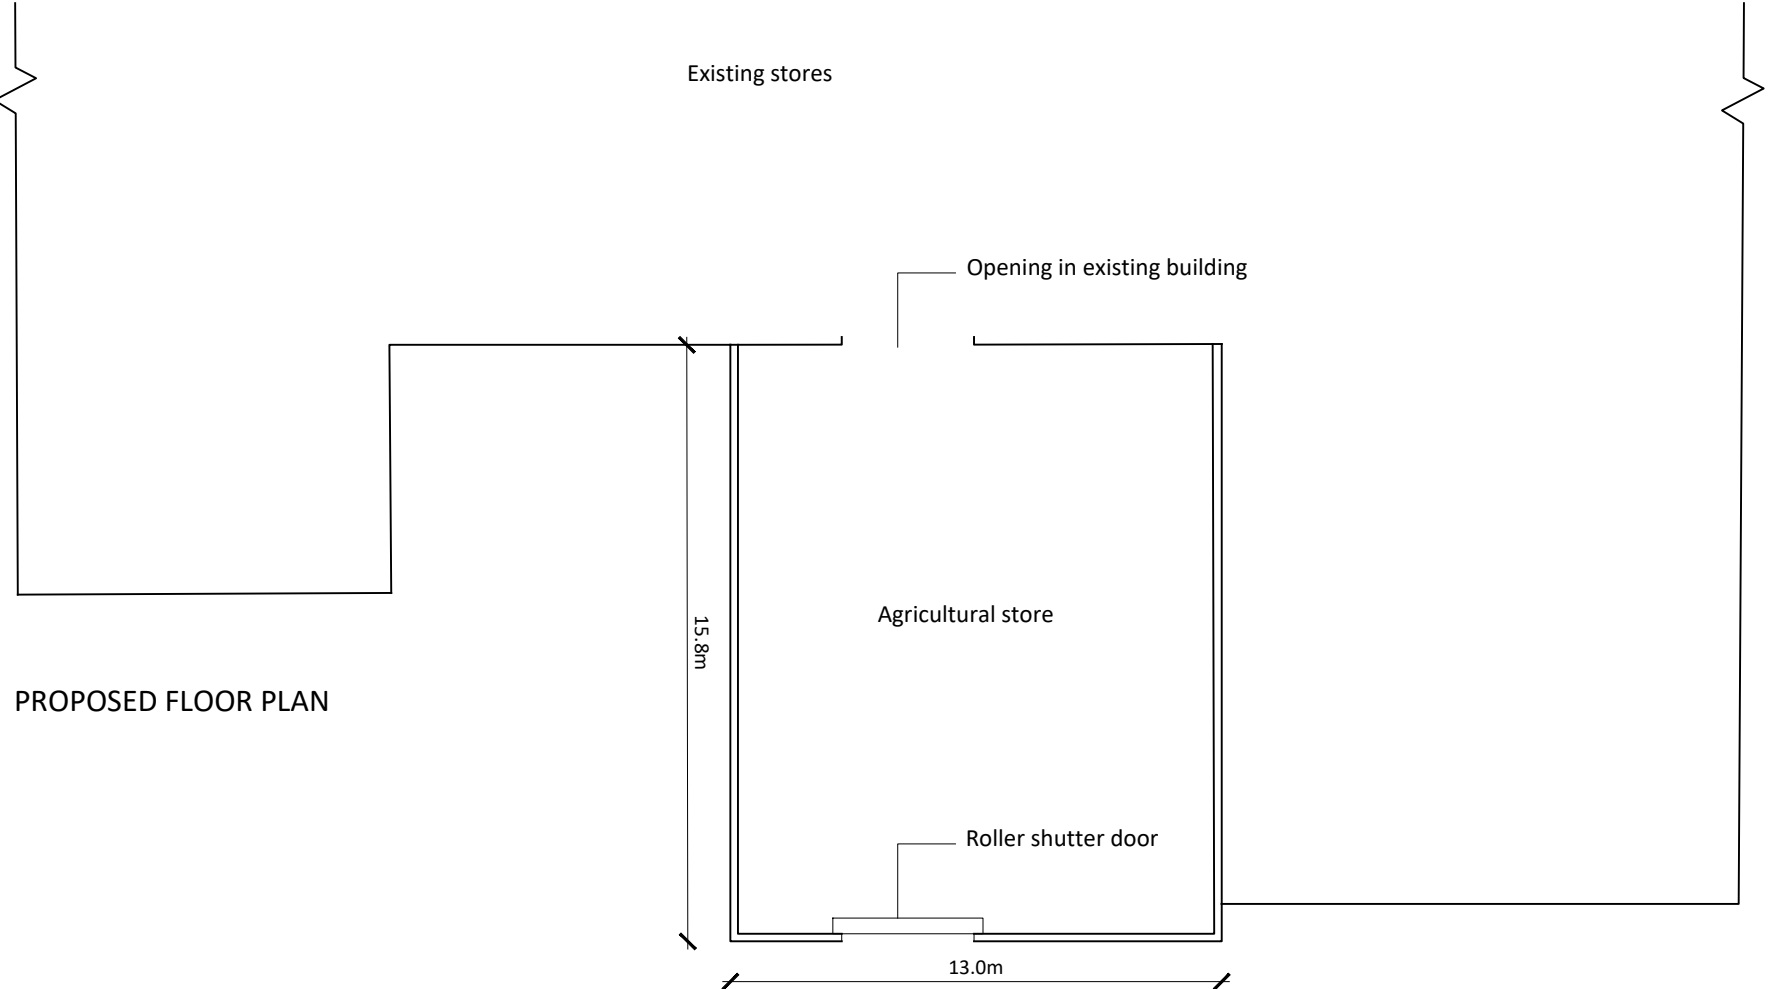 Existing stores
Opening in existing building
Agricultural store
15.8m
PROPOSED FLOOR PLAN
Roller shutter door
13.0m